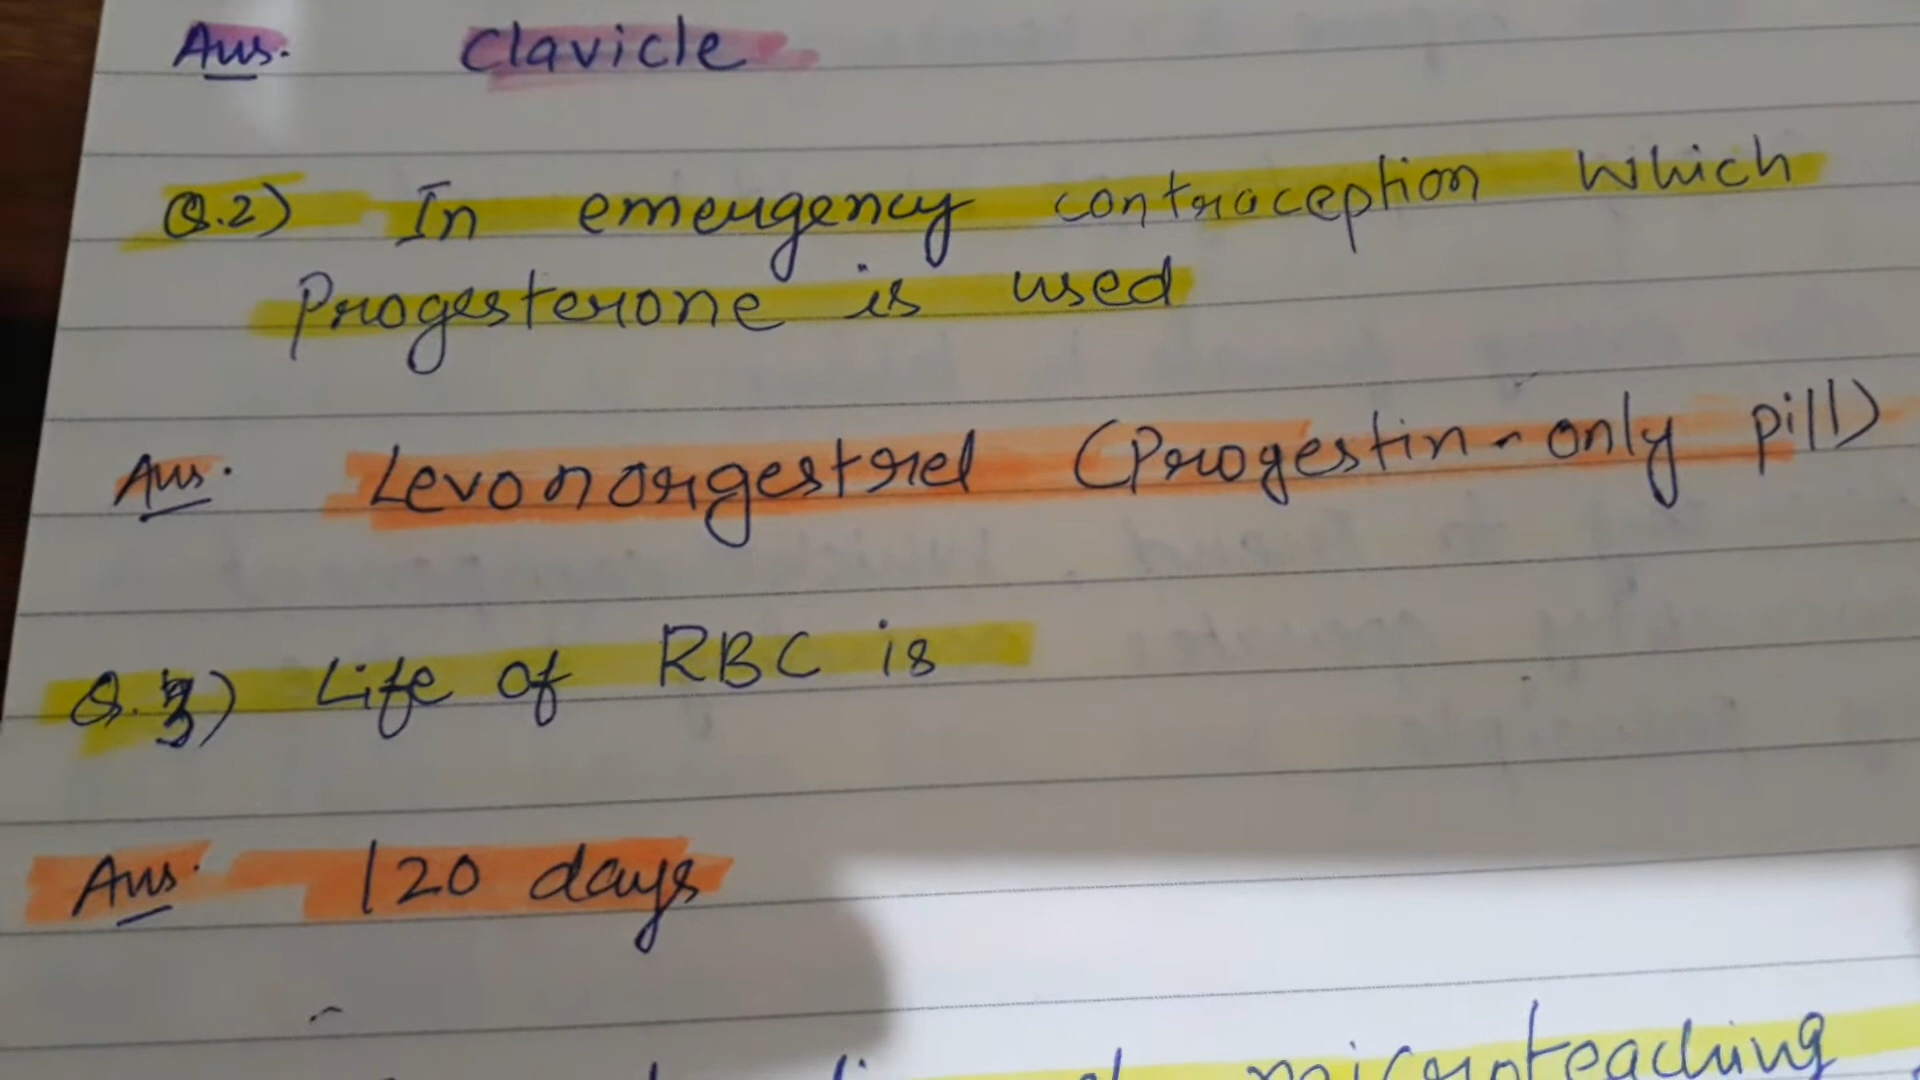 Ans. Clavicle
Q.2) In emergency contraception which
Progesterone is used
Ans. Levonorgestrel (Progestin-only pill)
Q.3) Life of RBC is
Ans. 120 days
microteaching